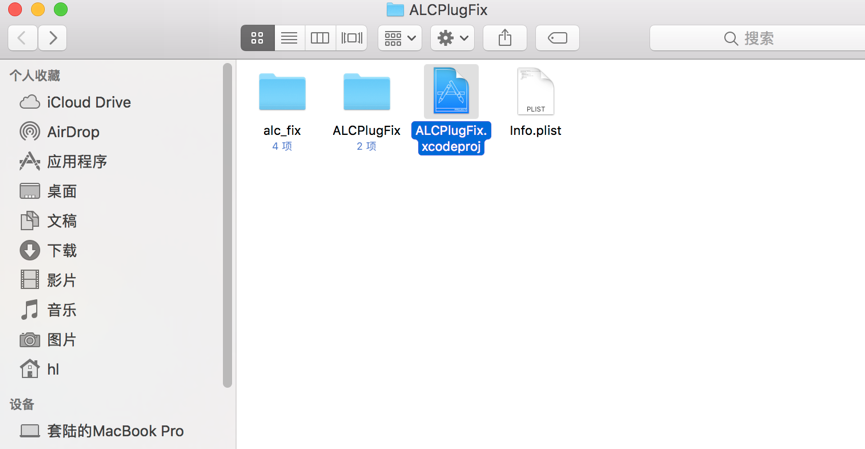 ALCPlugFix
搜索
个人收藏
iCloud Drive
AirDrop
应用程序
桌面
文稿
下载
影片
音乐
图片
hl
设备
套陆的MacBook Pro
alc_fix
4 项
ALCPlugFix
2 项
ALCPlugFix.
xcodeproj
PLIST
Info.plist